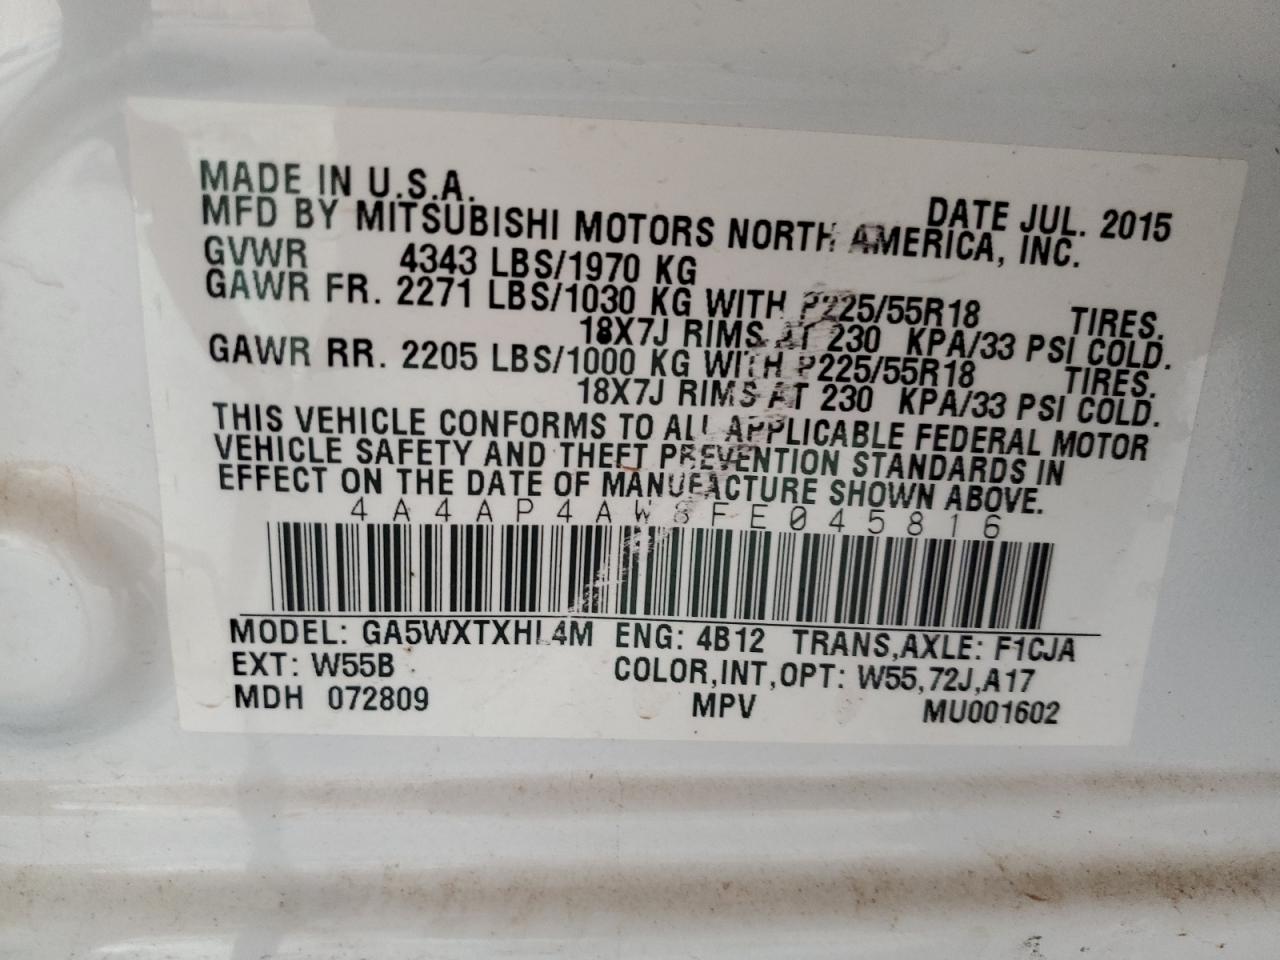 MADE IN U.S.A. DATE JUL. 2015
MFD BY MITSUBISHI MOTORS NORTH AMERICA, INC.
GVWR 4343 LBS/1970 KG
GAWR FR. 2271 LBS/1030 KG WITH P225/55R18 TIRES.
18X7J RIMS AT 230 KPA/33 PSI COLD.
GAWR RR. 2205 LBS/1000 KG WITH P225/55R18 TIRES.
18X7J RIMS AT 230 KPA/33 PSI COLD.
THIS VEHICLE CONFORMS TO ALL APPLICABLE FEDERAL MOTOR
VEHICLE SAFETY AND THEFT PREVENTION STANDARDS IN
EFFECT ON THE DATE OF MANUFACTURE SHOWN ABOVE.
4A4AP4AW8FE045816
MODEL: GA5WXTXHL4M ENG: 4B12 TRANS,AXLE: F1CJA
EXT: W55B COLOR,INT,OPT: W55,72J,A17
MDH 072809 MPV MU001602